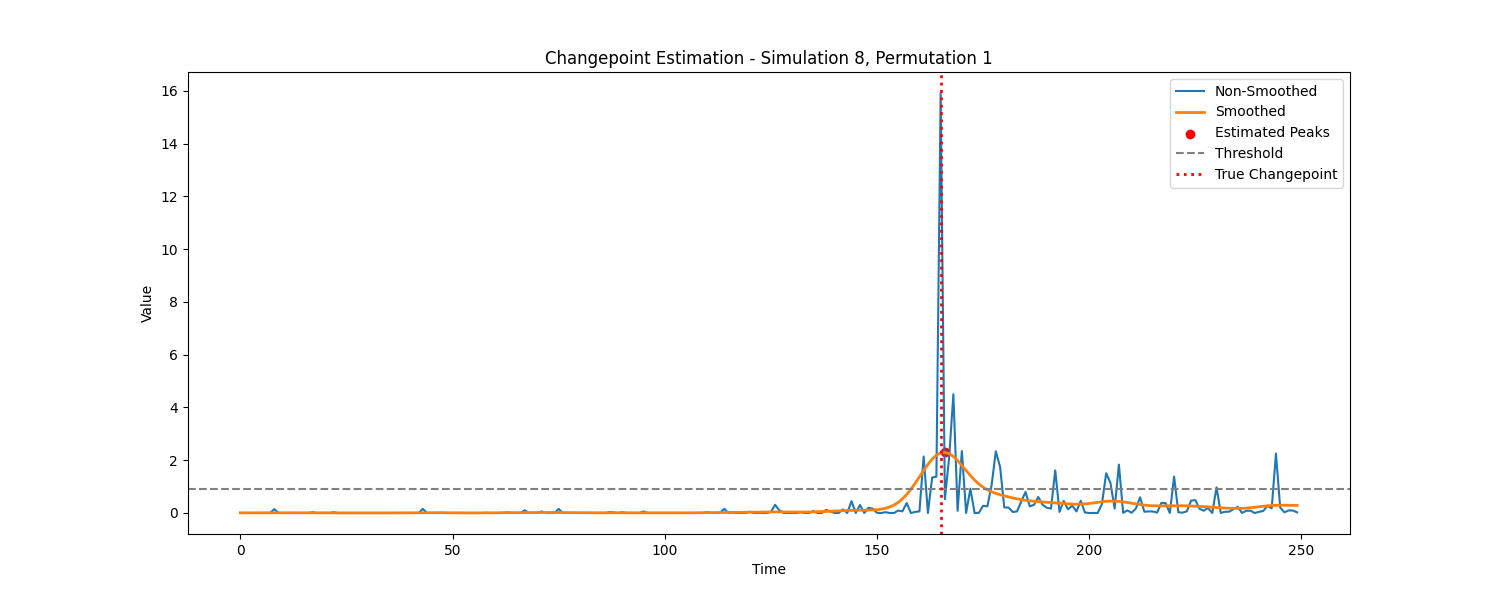 Changepoint Estimation - Simulation 8, Permutation 1
Value
16
14
12
10
8
6
4
2
0
Non-Smoothed
Smoothed
Estimated Peaks
Threshold
True Changepoint
0 50 100 150 200 250
Time